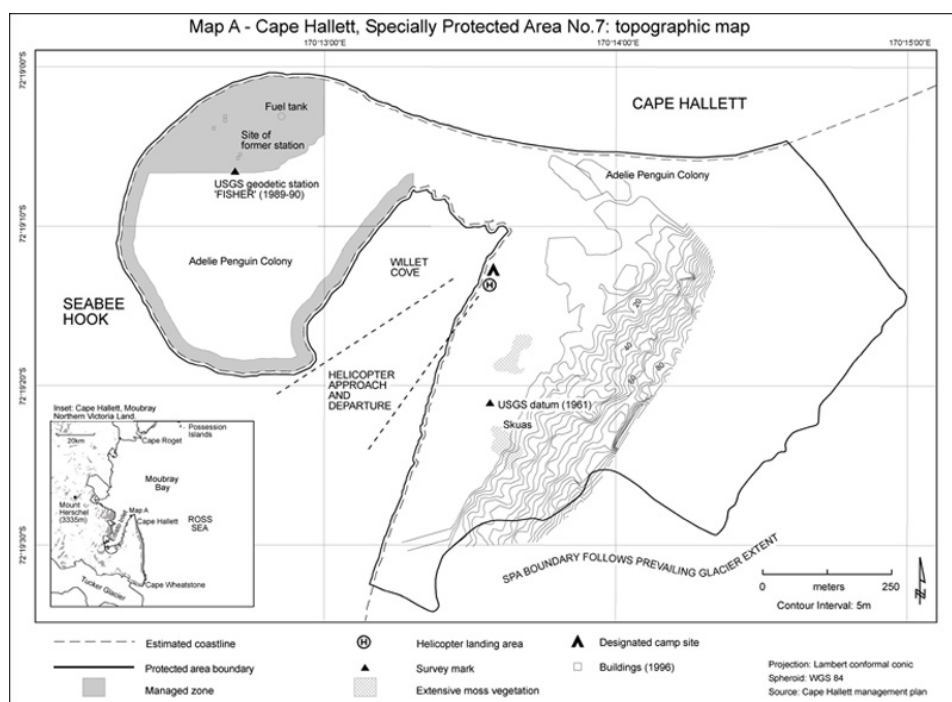 Map A - Cape Hallett, Specially Protected Area No.7: topographic map
170°13'00"E
170°14'00"E
170°15'00"E
72°19'00"S
72°19'10"S
72°19'20"S
72°19'30"S
CAPE HALLETT
Fuel tank
Site of
former station
USGS geodetic station
'FISHER' (1989-90)
Adelie Penguin Colony
Adelie Penguin Colony
WILLET
COVE
H
SEABEE
HOOK
20
60
80
HELICOPTER
APPROACH
AND
DEPARTURE
USGS datum (1961)
Skuas
Inset: Cape Hallett, Moubray
Northern Victoria Land.
20km
Possession
Islands
Cape Roget
Moubray
Bay
Mount
Herschel
(3335m)
Map A
Cape Hallett
ROSS
SEA
Cape Wheatstone
Tucker Glacier
SPA BOUNDARY FOLLOWS PREVAILING GLACIER EXTENT
0 meters 250
Contour Interval: 5m
Estimated coastline
Protected area boundary
Managed zone
H Helicopter landing area
Survey mark
Extensive moss vegetation
Designated camp site
Buildings (1996)
Projection: Lambert conformal conic
Spheroid: WGS 84
Source: Cape Hallett management plan